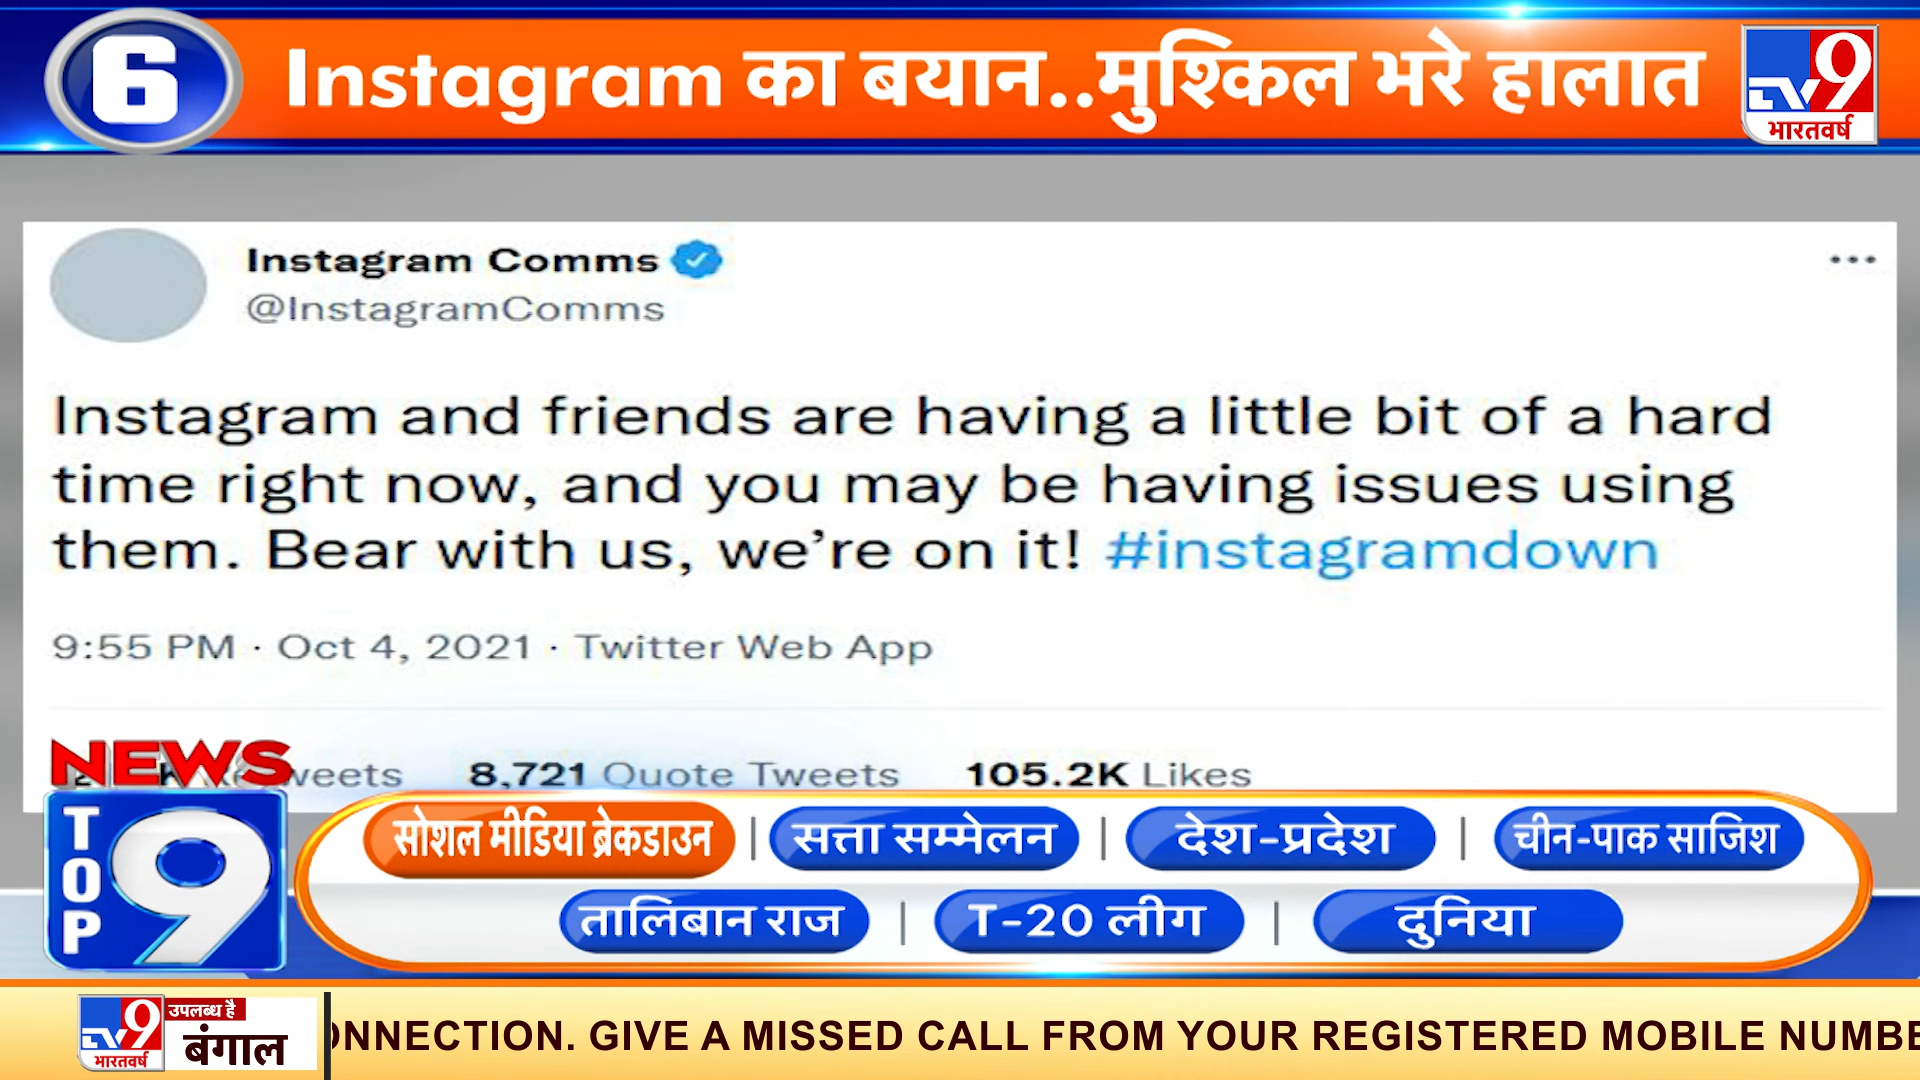 6
Instagram का बयान..मुश्किल भरे हालात
TV9
भारतवर्ष
Instagram Comms
@InstagramComms
Instagram and friends are having a little bit of a hard
time right now, and you may be having issues using
them. Bear with us, we’re on it! #instagramdown
9:55 PM · Oct 4, 2021 · Twitter Web App
8,721 Quote Tweets 105.2K Likes
NEWS
TOP
9
सोशल मीडिया ब्रेकडाउन | सत्ता सम्मेलन | देश-प्रदेश | चीन-पाक साजिश
तालिबान राज | T-20 लीग | दुनिया
TV9
भारतवर्ष
उपलब्ध है
बंगाल
ONNECTION. GIVE A MISSED CALL FROM YOUR REGISTERED MOBILE NUMBE